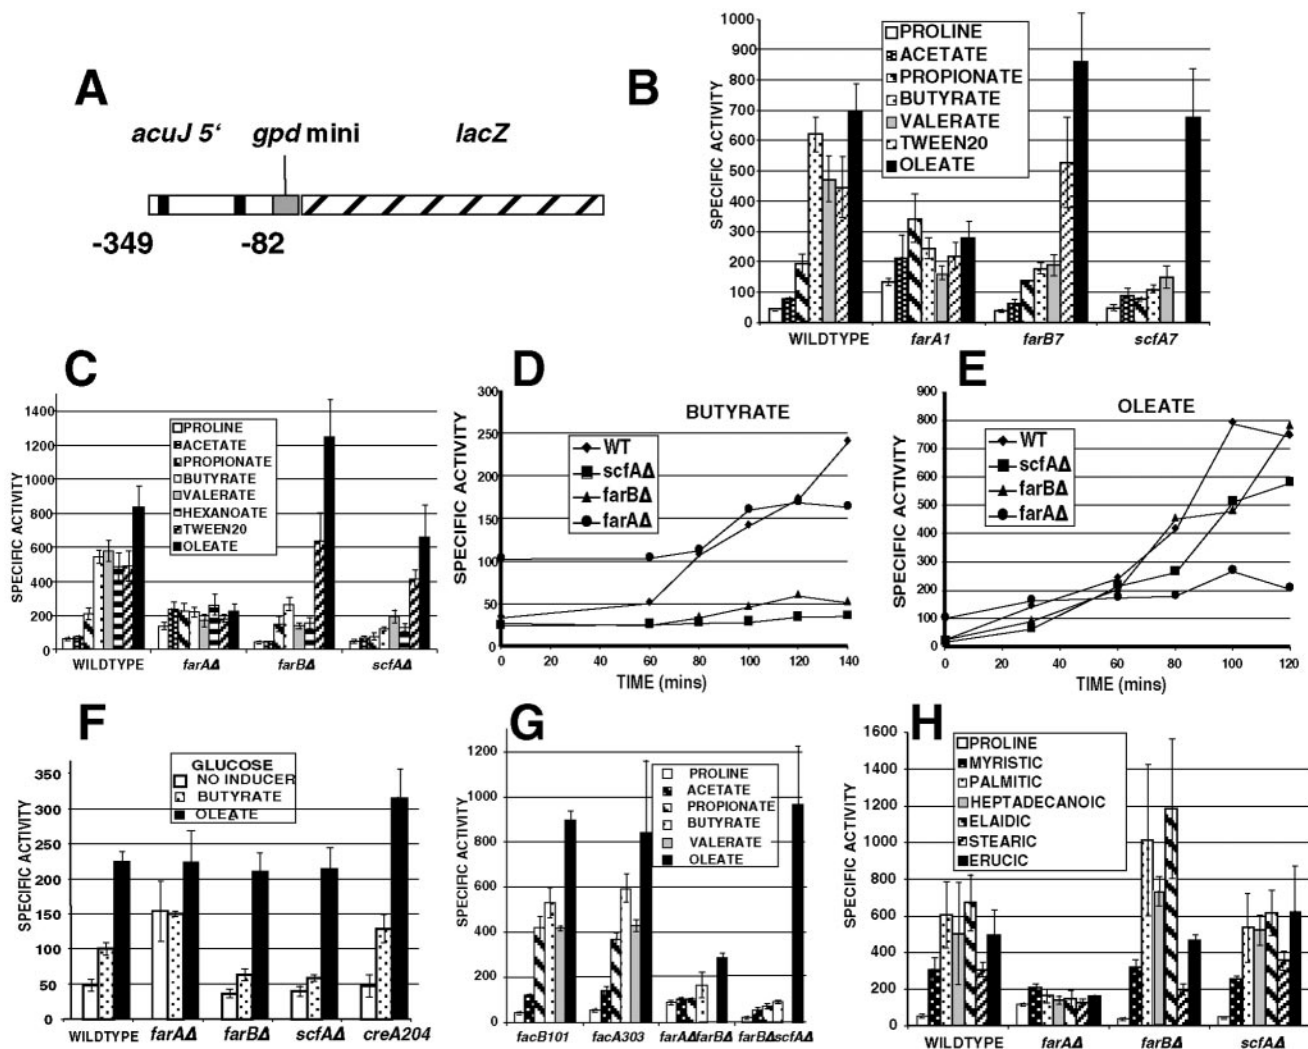 A
acuJ 5‘ gpd mini lacZ
-349 -82
B
SPECIFIC ACTIVITY
1000
900
800
700
600
500
400
300
200
100
0
PROLINE
ACETATE
PROPIONATE
BUTYRATE
VALERATE
TWEEN20
OLEATE
WILDTYPE farA1 farB7 scfA7
C
SPECIFIC ACTIVITY
1400
1200
1000
800
600
400
200
0
PROLINE
ACETATE
PROPIONATE
BUTYRATE
VALERATE
HEXANOATE
TWEEN20
OLEATE
WILDTYPE farAΔ farBΔ scfAΔ
D
BUTYRATE
SPECIFIC ACTIVITY
300
250
200
150
100
50
0
WT
scfAΔ
farBΔ
farAΔ
0 20 40 60 80 100 120 140
TIME (mins)
E
OLEATE
SPECIFIC ACTIVITY
900
800
700
600
500
400
300
200
100
0
WT
scfAΔ
farBΔ
farAΔ
0 20 40 60 80 100 120
TIME (mins)
F
SPECIFIC ACTIVITY
350
300
250
200
150
100
50
0
GLUCOSE
NO INDUCER
BUTYRATE
OLEATE
WILDTYPE farAΔ farBΔ scfAΔ creA204
G
SPECIFIC ACTIVITY
1200
1000
800
600
400
200
0
PROLINE
ACETATE
PROPIONATE
BUTYRATE
VALERATE
OLEATE
facB101 facA303 farAΔfarBΔ farBΔscfAΔ
H
SPECIFIC ACTIVITY
1600
1400
1200
1000
800
600
400
200
0
PROLINE
MYRISTIC
PALMITIC
HEPTADECANOIC
ELAIDIC
STEARIC
ERUCIC
WILDTYPE farAΔ farBΔ scfAΔ